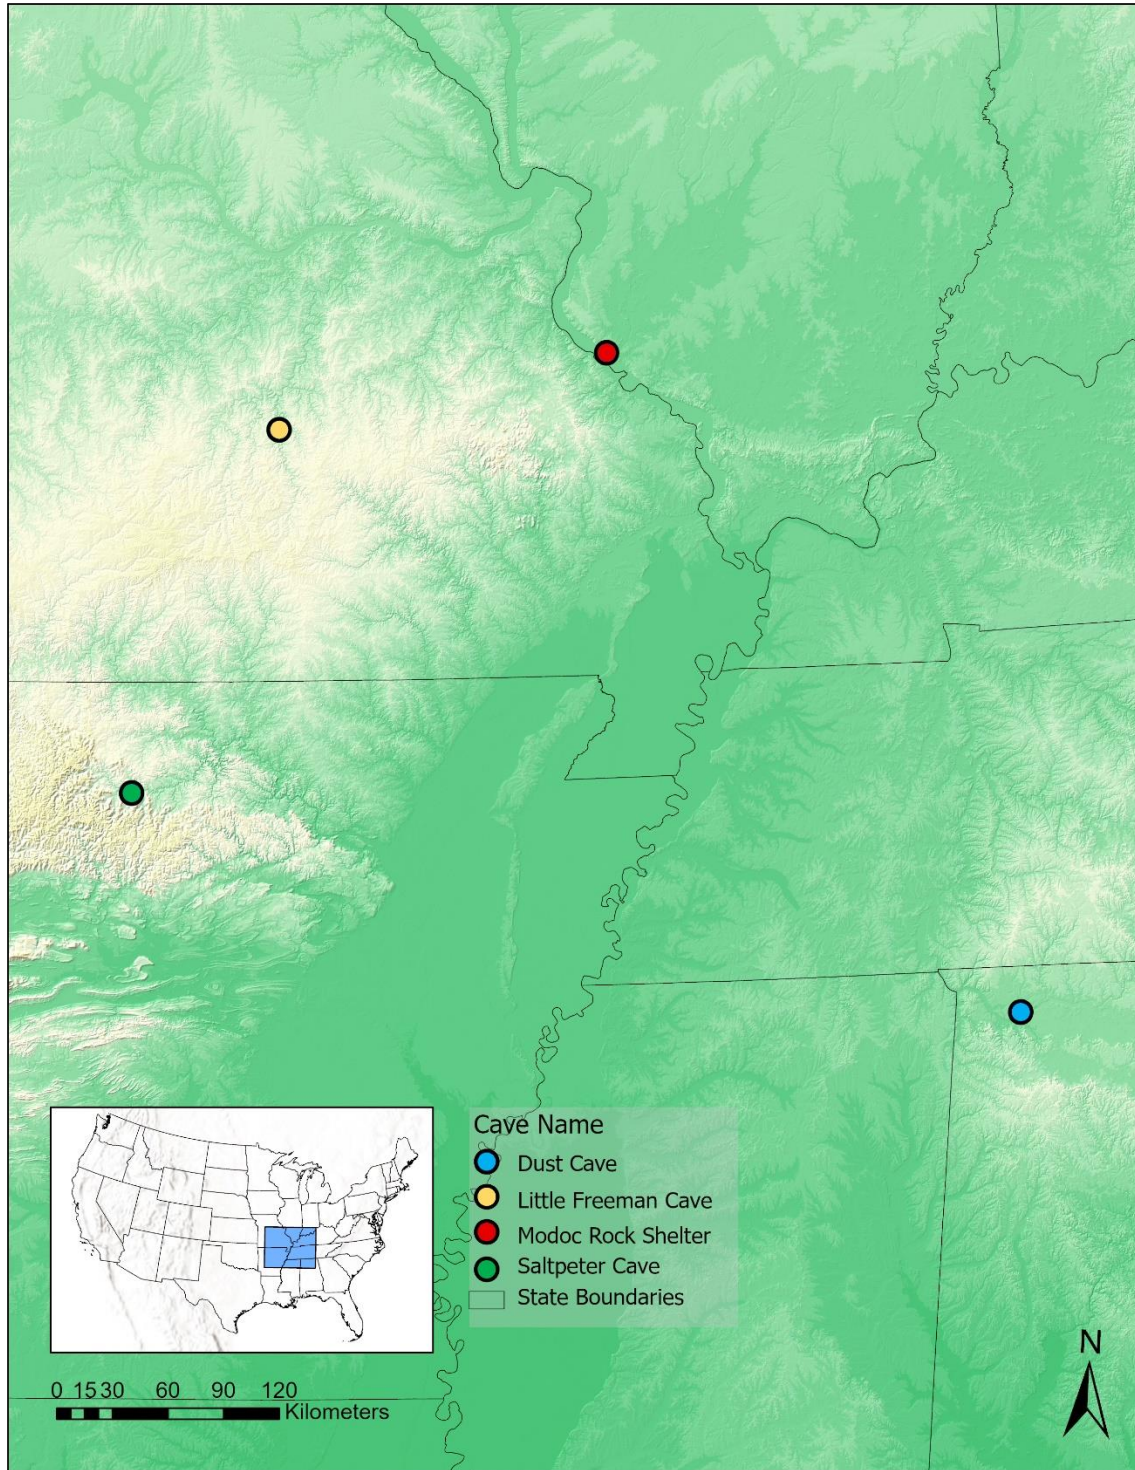 Cave Name
Dust Cave
Little Freeman Cave
Modoc Rock Shelter
Saltpeter Cave
State Boundaries
0 15 30 60 90 120
Kilometers
N